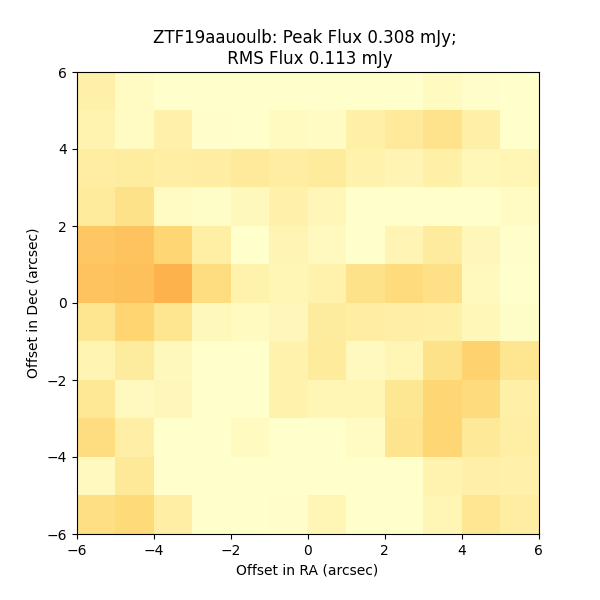 ZTF19aauoulb: Peak Flux 0.308 mJy;
RMS Flux 0.113 mJy
6
4
2
0
−2
−4
−6
Offset in Dec (arcsec)
−6 −4 −2 0 2 4 6
Offset in RA (arcsec)